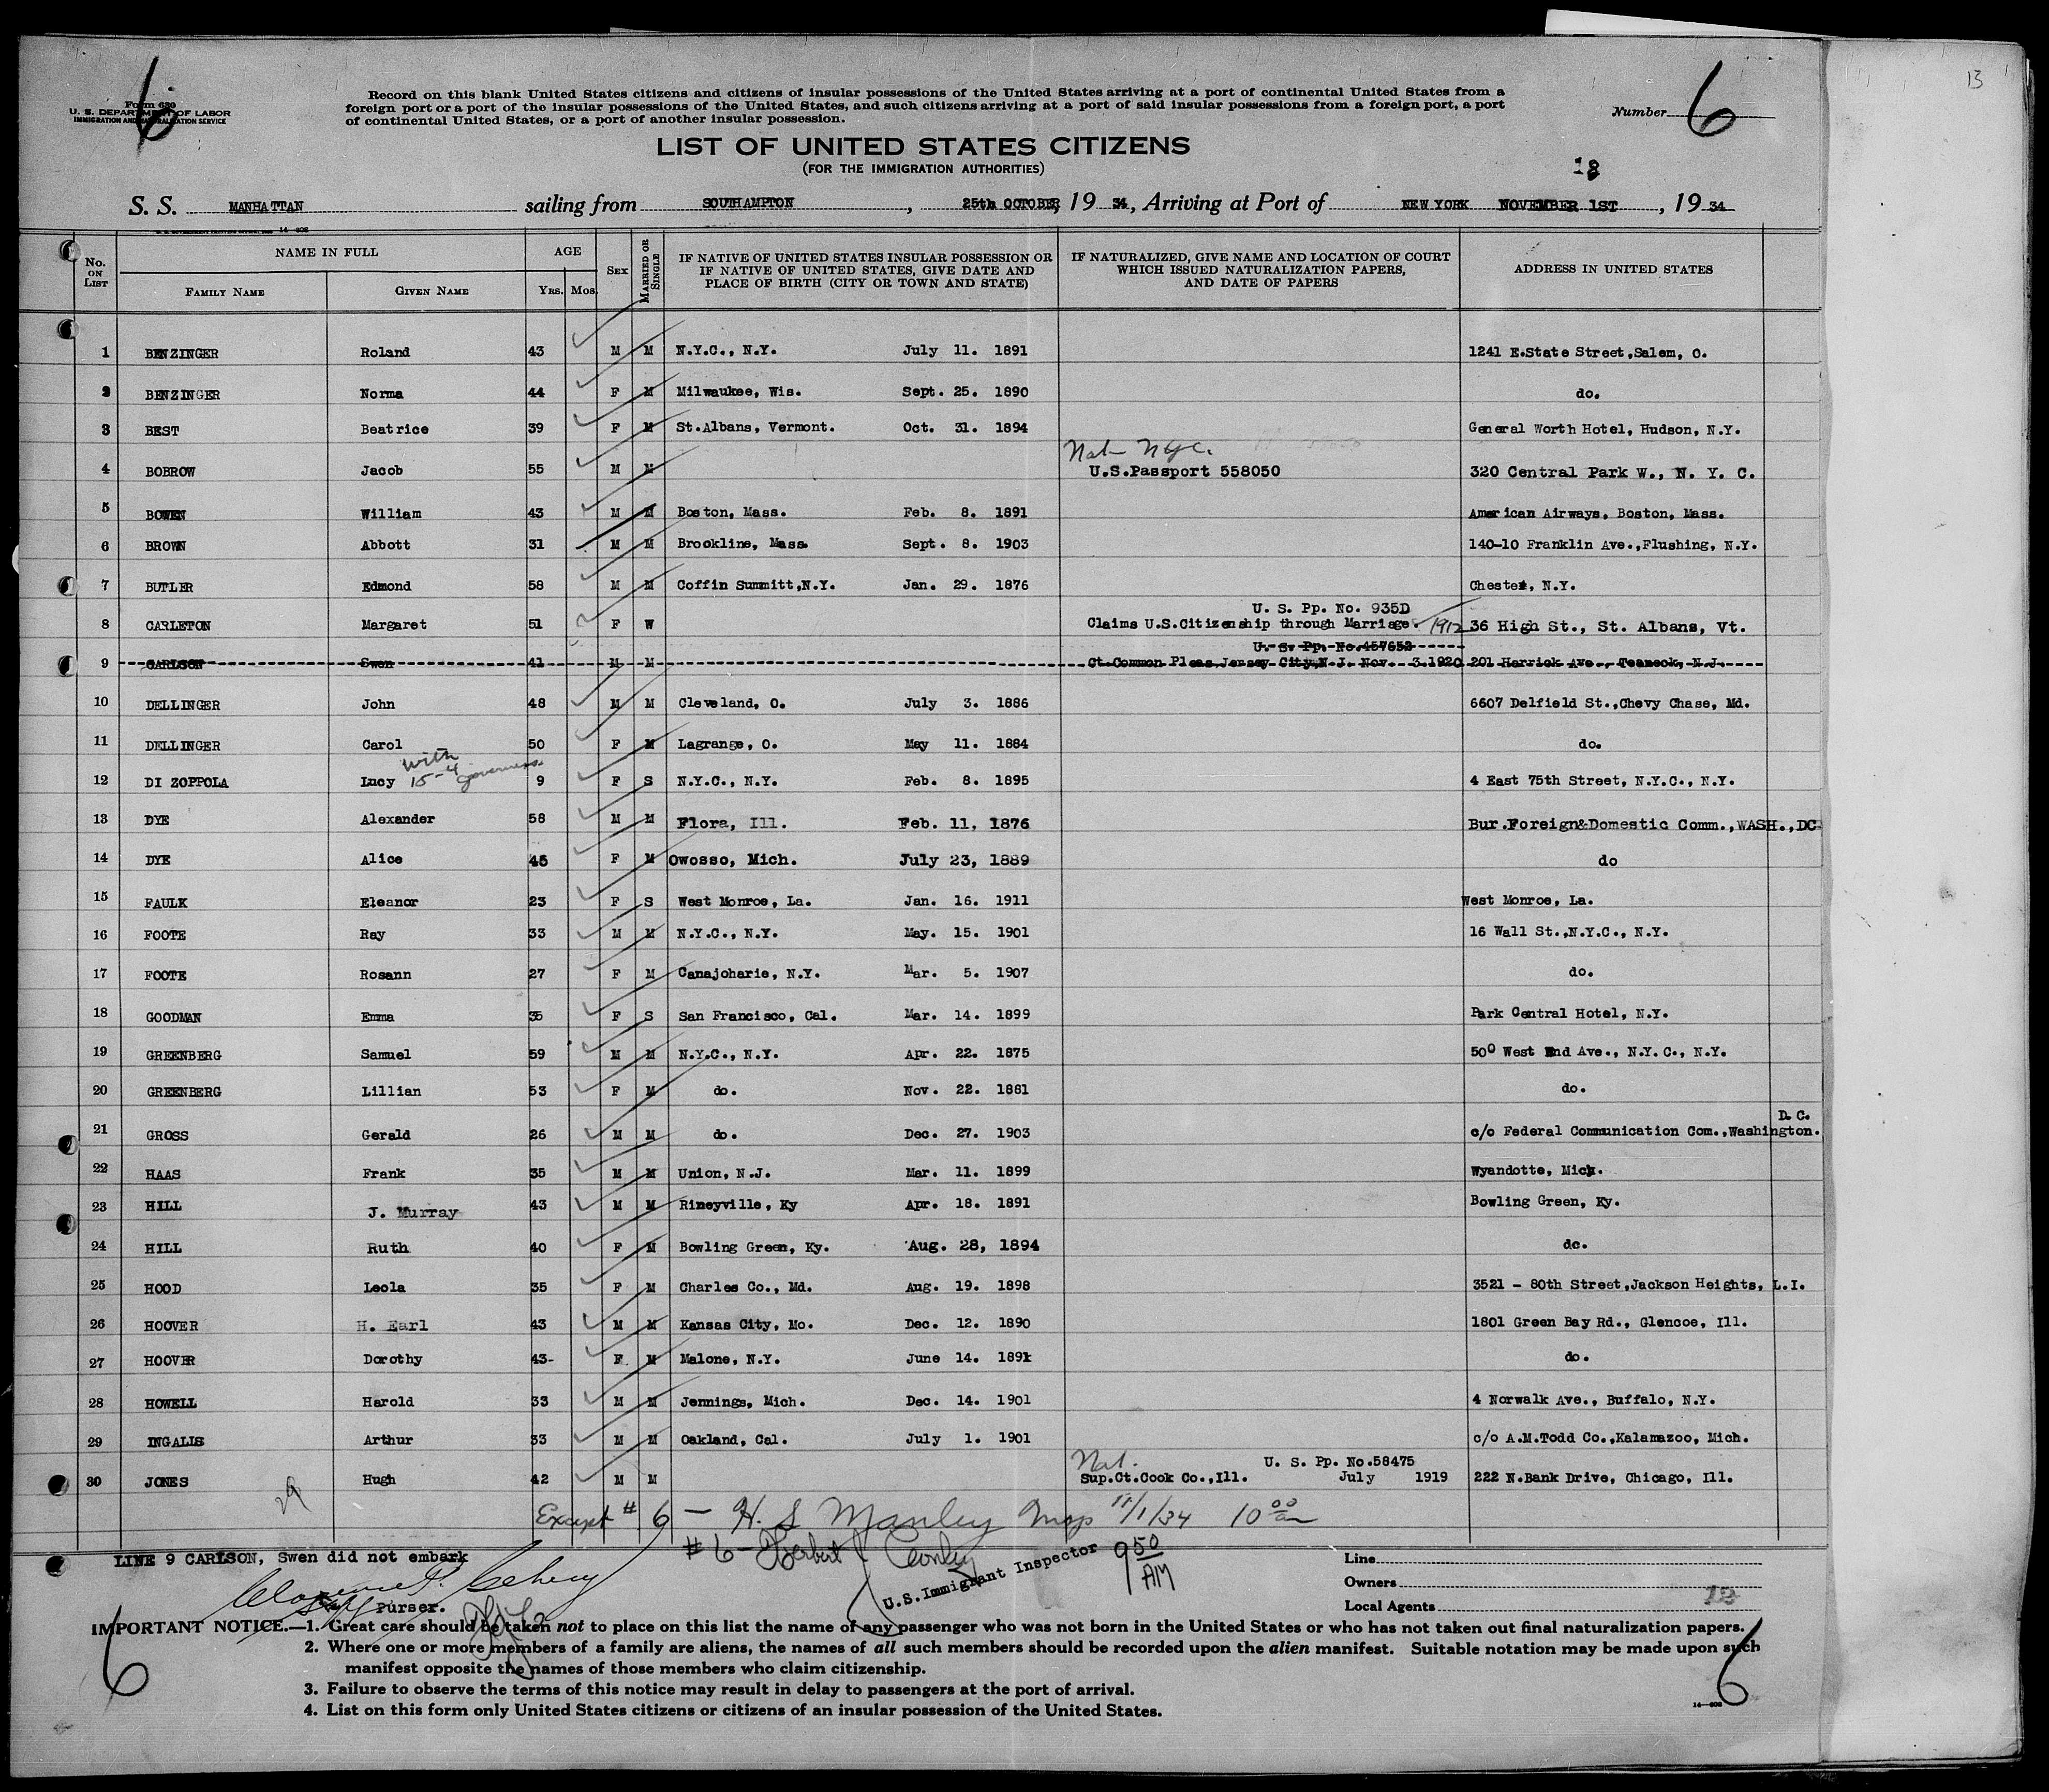 13
6
6
Form 630
U. S. DEPARTMENT OF LABOR
IMMIGRATION AND NATURALIZATION SERVICE
Record on this blank United States citizens and citizens of insular possessions of the United States arriving at a port of continental United States from a
foreign port or a port of the insular possessions of the United States, and such citizens arriving at a port of said insular possessions from a foreign port, a port
of continental United States, or a port of another insular possession.
Number
LIST OF UNITED STATES CITIZENS
(FOR THE IMMIGRATION AUTHORITIES)
S. S. MANHATTAN sailing from SOUTHAMPTON, 25th OCTOBER, 19 34, Arriving at Port of NEW YORK NOVEMBER 1ST, 19 34
No. ON LIST
NAME IN FULL
FAMILY NAME
GIVEN NAME
AGE
YRS. MOS.
SEX
MARRIED OR SINGLE
IF NATIVE OF UNITED STATES INSULAR POSSESSION OR
IF NATIVE OF UNITED STATES, GIVE DATE AND
PLACE OF BIRTH (CITY OR TOWN AND STATE)
IF NATURALIZED, GIVE NAME AND LOCATION OF COURT
WHICH ISSUED NATURALIZATION PAPERS,
AND DATE OF PAPERS
ADDRESS IN UNITED STATES
1 BENZINGER Roland 43 M M N.Y.C., N.Y. July 11. 1891 1241 E.State Street,Salem, O.
2 BENZINGER Norma 44 F M Milwaukee, Wis. Sept. 25. 1890 do.
3 BEST Beatrice 39 F M St.Albans, Vermont. Oct. 31. 1894 General Worth Hotel, Hudson, N.Y.
Nat- NYC.
4 BOBROW Jacob 55 M M U.S.Passport 558050 320 Central Park W., N. Y. C.
5 BOWEN William 43 M M Boston, Mass. Feb. 8. 1891 American Airways, Boston, Mass.
6 BROWN Abbott 31 M M Brookline, Mass. Sept. 8. 1903 140-10 Franklin Ave.,Flushing, N.Y.
7 BUTLER Edmond 58 M M Coffin Summitt,N.Y. Jan. 29. 1876 Chester, N.Y.
U. S. Pp. No. 935D
8 CARLETON Margaret 51 F W Claims U.S.Citizenship through Marriage. 1912 36 High St., St. Albans, Vt.
U. S. Pp. No.457652
9 CARLSON Swen 41 M M Ct.Common Pleas,Jersey City,N.J. Nov. 3.1920 201 Harrick Ave., Teaneck, N.J.
10 DELLINGER John 48 M M Cleveland, O. July 3. 1886 6607 Delfield St.,Chevy Chase, Md.
11 DELLINGER Carol 50 F M Lagrange, O. May 11. 1884 do.
with
15-4 governess
12 DI ZOPPOLA Lucy 9 F S N.Y.C., N.Y. Feb. 8. 1895 4 East 75th Street, N.Y.C., N.Y.
13 DYE Alexander 58 M M Flora, Ill. Feb. 11, 1876 Bur.Foreign&Domestic Comm.,WASH.,DC
14 DYE Alice 45 F M Owosso, Mich. July 23, 1889 do
15 FAULK Eleanor 23 F S West Monroe, La. Jan. 16. 1911 West Monroe, La.
16 FOOTE Ray 33 M M N.Y.C., N.Y. May. 15. 1901 16 Wall St.,N.Y.C., N.Y.
17 FOOTE Rosann 27 F M Canajoharie, N.Y. Mar. 5. 1907 do.
18 GOODMAN Emma 35 F S San Francisco, Cal. Mar. 14. 1899 Park Central Hotel, N.Y.
19 GREENBERG Samuel 59 M M N.Y.C., N.Y. Apr. 22. 1875 500 West End Ave., N.Y.C., N.Y.
20 GREENBERG Lillian 53 F M do. Nov. 22. 1881 do.
D. C.
21 GROSS Gerald 26 M M do. Dec. 27. 1903 c/o Federal Communication Com.,Washington.
22 HAAS Frank 35 M M Union, N.J. Mar. 11. 1899 Wyandotte, Mich.
23 HILL J. Murray 43 M M Rineyville, Ky Apr. 18. 1891 Bowling Green, Ky.
24 HILL Ruth 40 F M Bowling Green, Ky. Aug. 28, 1894 do.
25 HOOD Leola 35 F M Charles Co., Md. Aug. 19. 1898 3521 - 80th Street,Jackson Heights, L.I.
26 HOOVER H. Earl 43 M M Kansas City, Mo. Dec. 12. 1890 1801 Green Bay Rd., Glencoe, Ill.
27 HOOVER Dorothy 43- F. M Malone, N.Y. June 14. 1891 do.
28 HOWELL Harold 33 M M Jennings, Mich. Dec. 14. 1901 4 Norwalk Ave., Buffalo, N.Y.
29 INGALIS Arthur 33 M M Oakland, Cal. July 1. 1901 c/o A.M.Todd Co.,Kalamazoo, Mich.
Nat. U. S. Pp. No.58475
30 JONES Hugh 42 M M Sup.Ct.Cook Co.,Ill. July 1919 222 N.Bank Drive, Chicago, Ill.
29
Except # 6 - H. S Manley Insp 11/1/34 10 00 am
# 6 - Herbert
U.S.Immigrant Inspector 9 50 AM
LINE 9 CARLSON, Swen did not embark
Purser.
Line
Owners
Local Agents
IMPORTANT NOTICE.—1. Great care should be taken not to place on this list the name of any passenger who was not born in the United States or who has not taken out final naturalization papers.
2. Where one or more members of a family are aliens, the names of all such members should be recorded upon the alien manifest. Suitable notation may be made upon such
manifest opposite the names of those members who claim citizenship.
3. Failure to observe the terms of this notice may result in delay to passengers at the port of arrival.
4. List on this form only United States citizens or citizens of an insular possession of the United States.
6
6